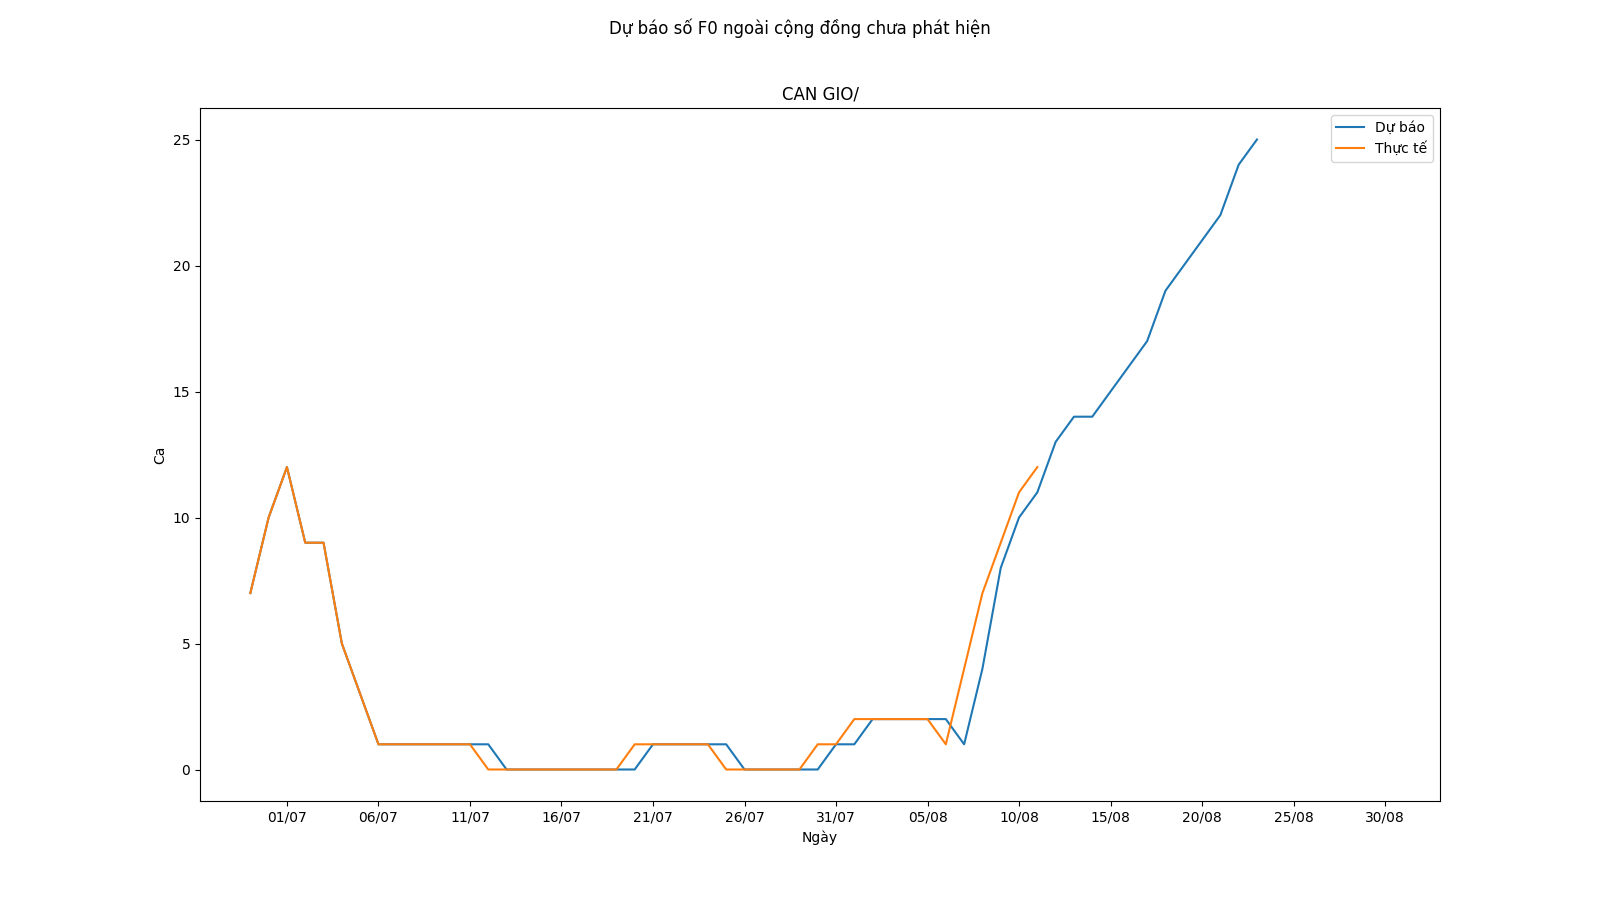 Dự báo số F0 ngoài cộng đồng chưa phát hiện
CAN GIO/
Dự báo
Thực tế
25
20
15
10
5
0
Ca
01/07 06/07 11/07 16/07 21/07 26/07 31/07 05/08 10/08 15/08 20/08 25/08 30/08
Ngày